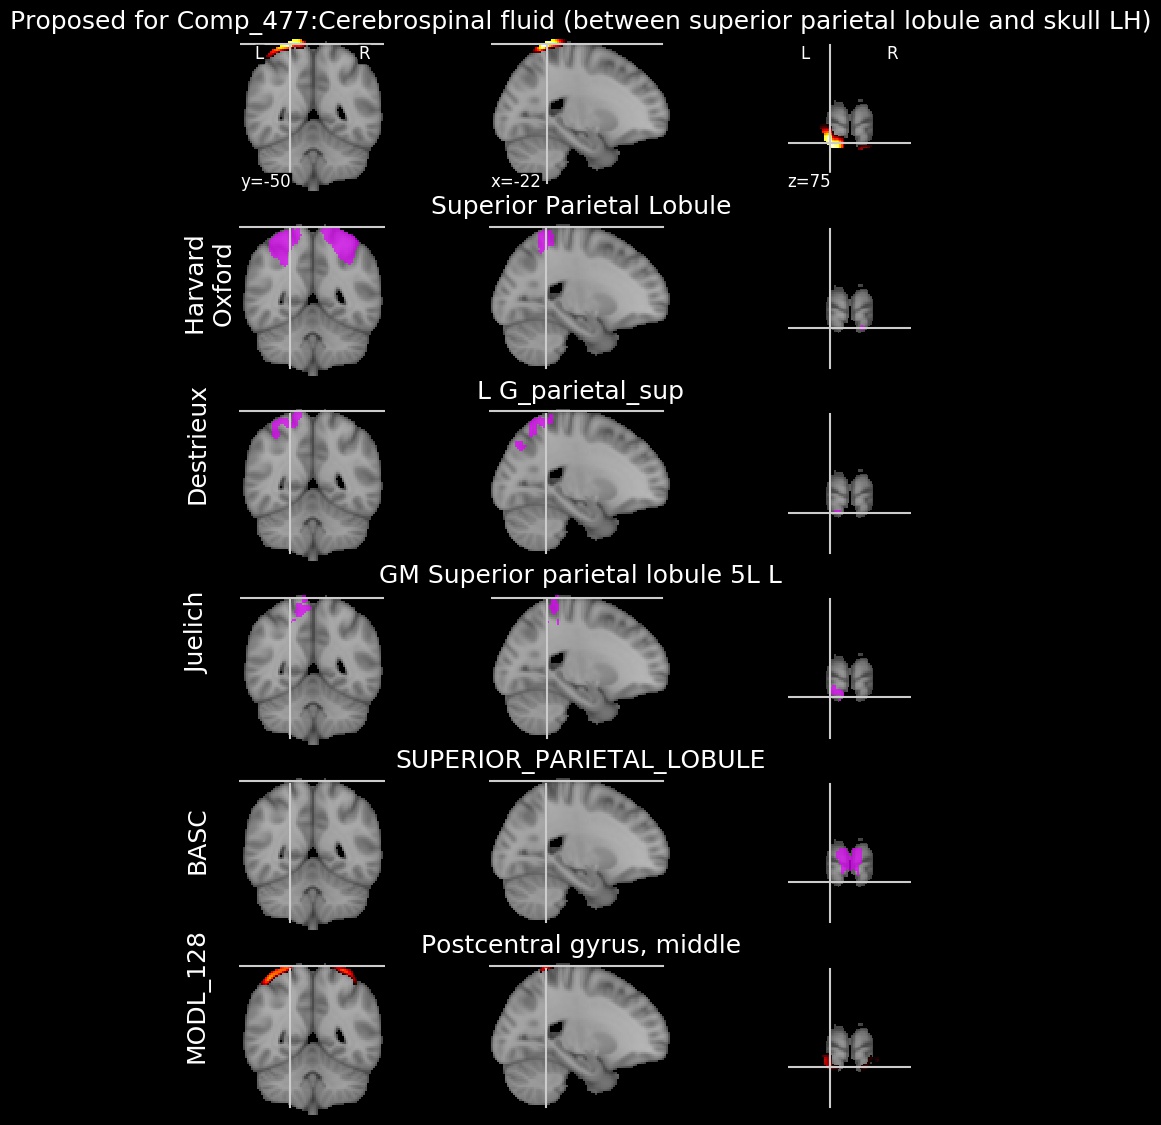 Proposed for Comp_477:Cerebrospinal fluid (between superior parietal lobule and skull LH)
L R
L R
y=-50
x=-22
z=75
Superior Parietal Lobule
Harvard
Oxford
L G_parietal_sup
Destrieux
GM Superior parietal lobule 5L L
Juelich
SUPERIOR_PARIETAL_LOBULE
BASC
Postcentral gyrus, middle
MODL_128